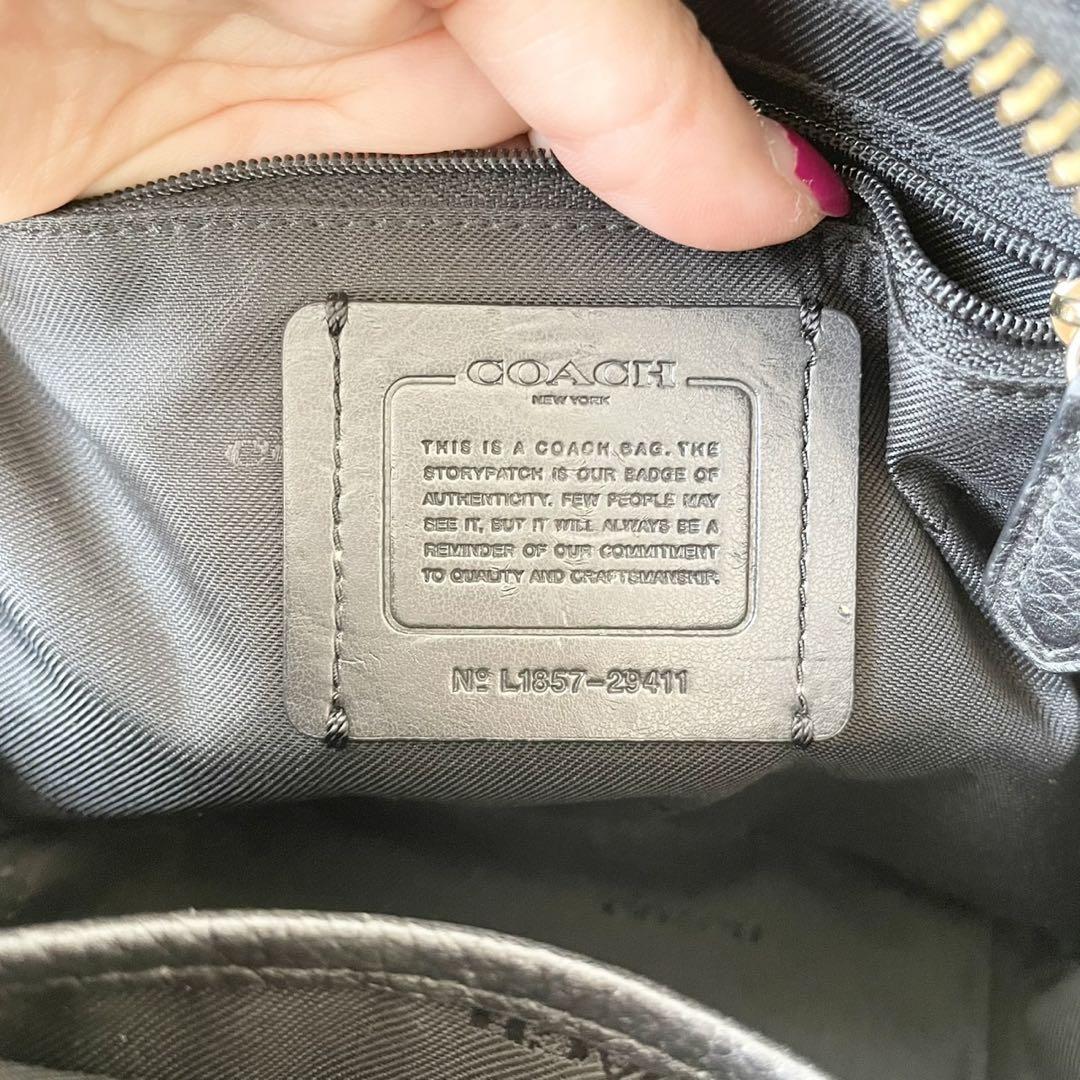 COACH
NEW YORK
THIS IS A COACH BAG. THE
STORYPATCH IS OUR BADGE OF
AUTHENTICITY. FEW PEOPLE MAY
SEE IT, BUT IT WILL ALWAYS BE A
REMINDER OF OUR COMMITMENT
TO QUALITY AND CRAFTSMANSHIP.
Nº L1857-29411